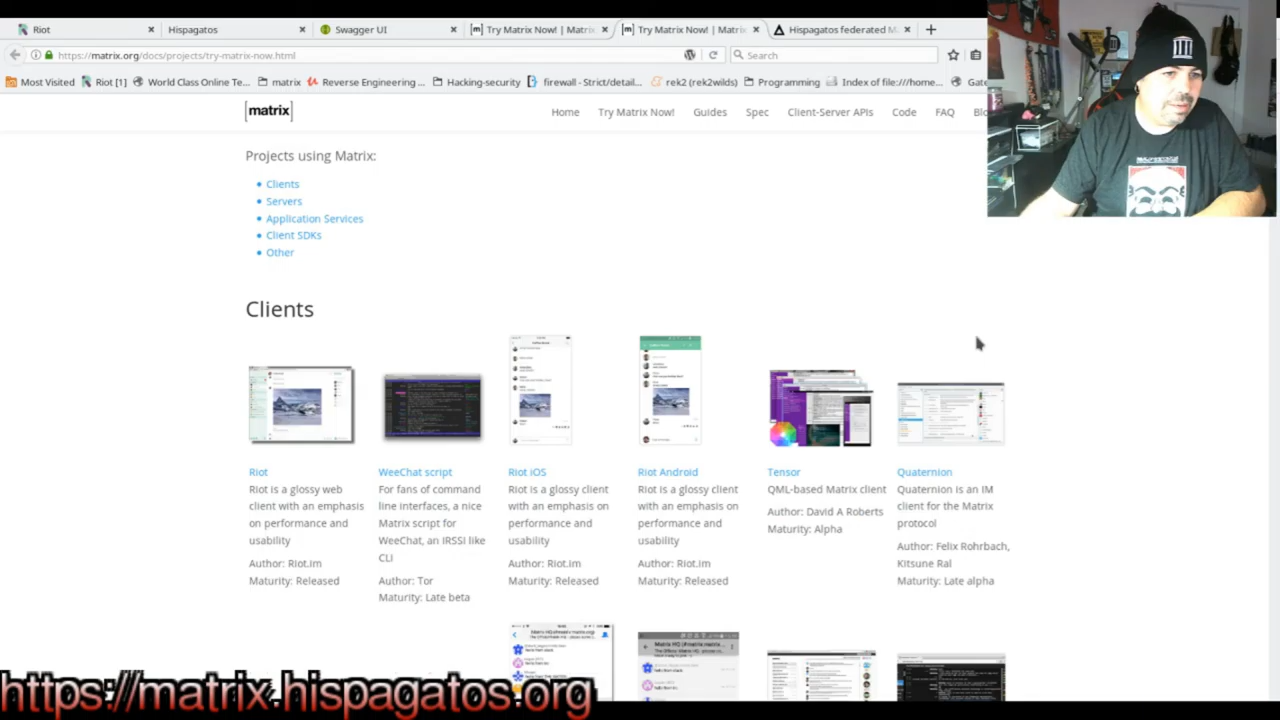 Riot
Hispagatos
Swagger UI
Try Matrix Now! | Matrix
Try Matrix Now! | Matrix
Hispagatos federated M
https://matrix.org/docs/projects/try-matrix-now.html
Search
Most Visited
Riot [1]
World Class Online Te...
matrix
Reverse Engineering...
Hacking-security
firewall - Strict/detail...
rek2 (rek2wilds)
Programming
Index of file:///home...
[matrix]
Home
Try Matrix Now!
Guides
Spec
Client-Server APIs
Code
FAQ
Projects using Matrix:
Clients
Servers
Application Services
Client SDKs
Other
Clients
Riot
Riot is a glossy web
client with an emphasis
on performance and
usability
Author: Riot.im
Maturity: Released
WeeChat script
For fans of command
line interfaces, a nice
Matrix script for
WeeChat, an IRSSI like
CLI
Author: Tor
Maturity: Late beta
Riot iOS
Riot is a glossy client
with an emphasis on
performance and
usability
Author: Riot.im
Maturity: Released
Riot Android
Riot is a glossy client
with an emphasis on
performance and
usability
Author: Riot.im
Maturity: Released
Tensor
QML-based Matrix client
Author: David A Roberts
Maturity: Alpha
Quaternion
Quaternion is an IM
client for the Matrix
protocol
Author: Felix Rohrbach,
Kitsune Ral
Maturity: Late alpha